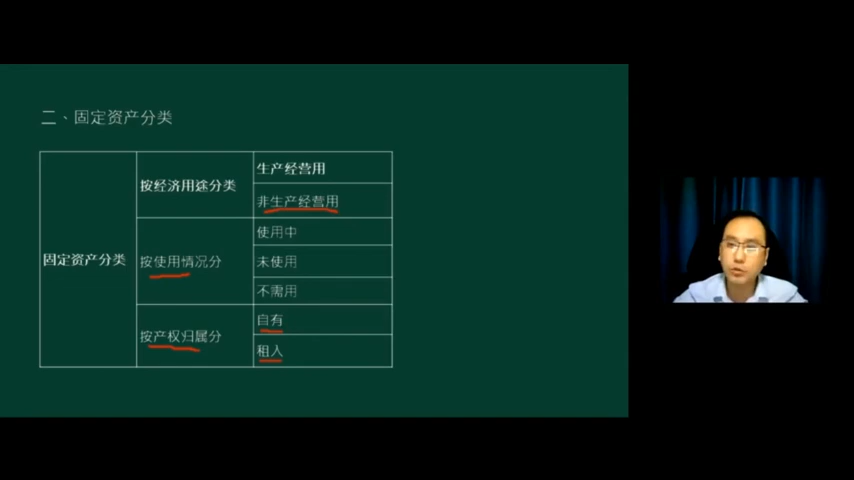 二、固定资产分类
固定资产分类
按经济用途分类
生产经营用
非生产经营用
按使用情况分
使用中
未使用
不需用
按产权归属分
自有
租入